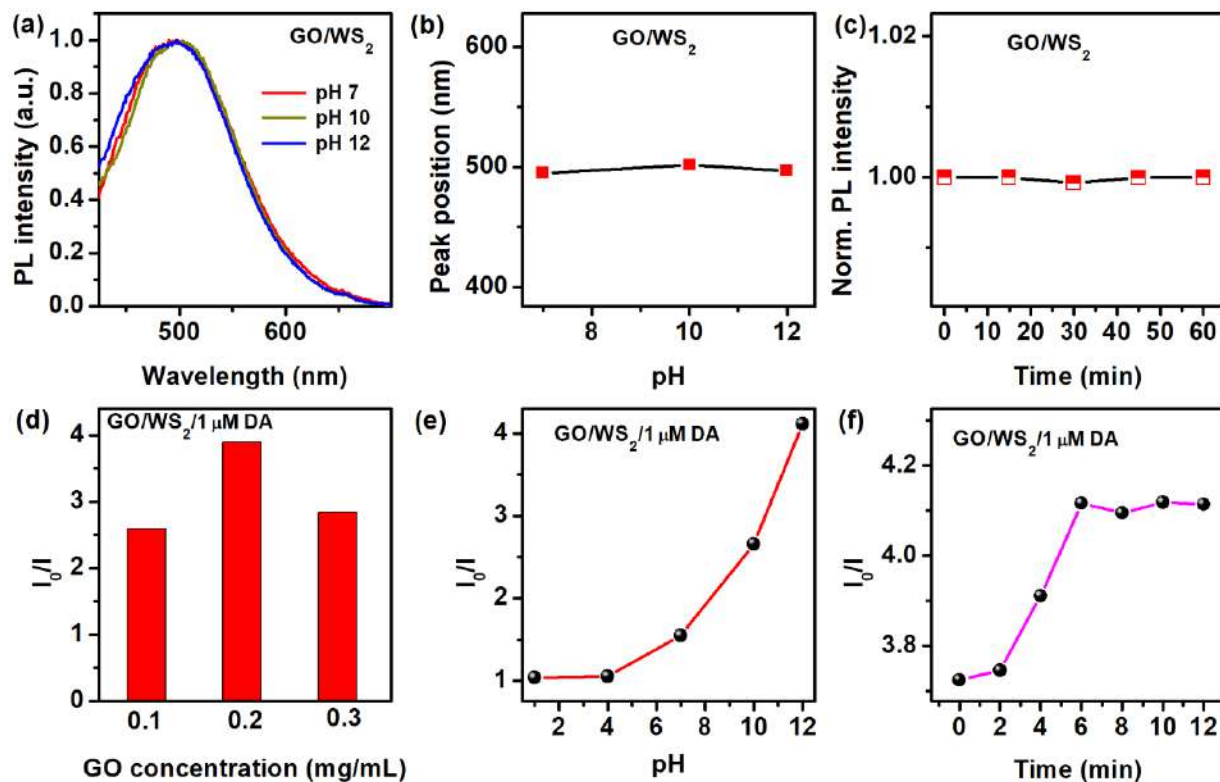 (a)
PL intensity (a.u.)
1.0
0.8
0.6
0.4
0.2
0.0
GO/WS₂
pH 7
pH 10
pH 12
500
600
Wavelength (nm)
(b)
Peak position (nm)
600
500
400
GO/WS₂
8
10
12
pH
(c)
Norm. PL intensity
1.02
1.00
GO/WS₂
0 10 20 30 40 50 60
Time (min)
(d)
I₀/I
4
3
2
1
0
GO/WS₂/1 µM DA
0.1
0.2
0.3
GO concentration (mg/mL)
(e)
I₀/I
4
3
2
1
GO/WS₂/1 µM DA
2 4 6 8 10 12
pH
(f)
I₀/I
4.2
4.0
3.8
GO/WS₂/1 µM DA
0 2 4 6 8 10 12
Time (min)